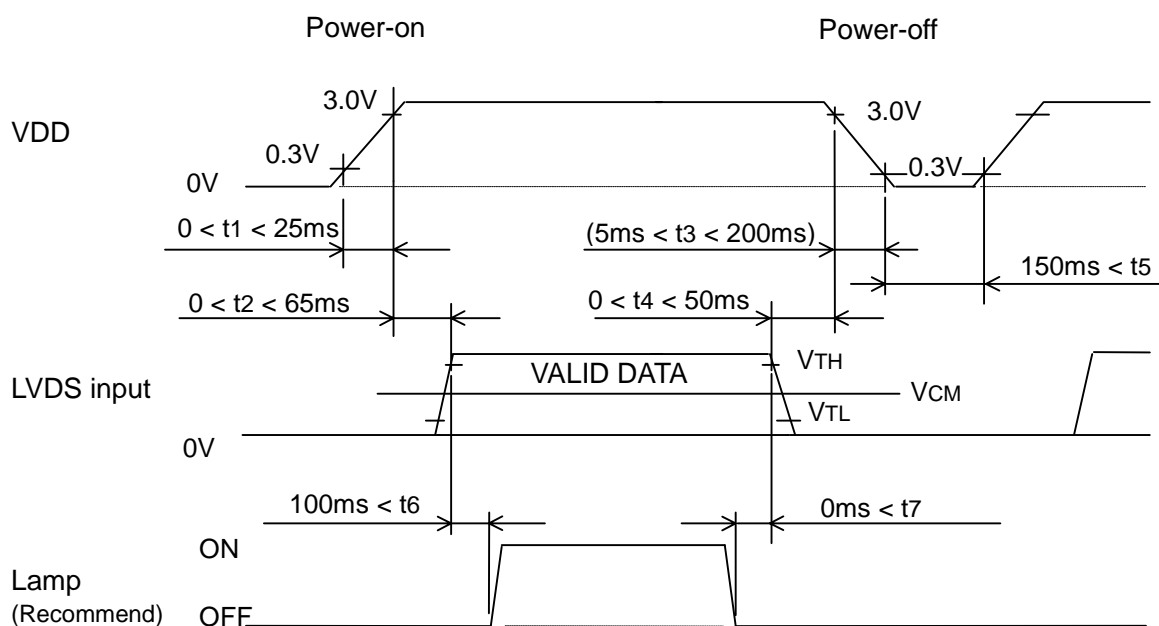 Power-on
Power-off
VDD
3.0V
3.0V
0.3V
0.3V
0V
0 < t1 < 25ms
(5ms < t3 < 200ms)
150ms < t5
0 < t2 < 65ms
0 < t4 < 50ms
LVDS input
VALID DATA
VTH
VCM
VTL
0V
100ms < t6
0ms < t7
ON
Lamp
(Recommend)
OFF